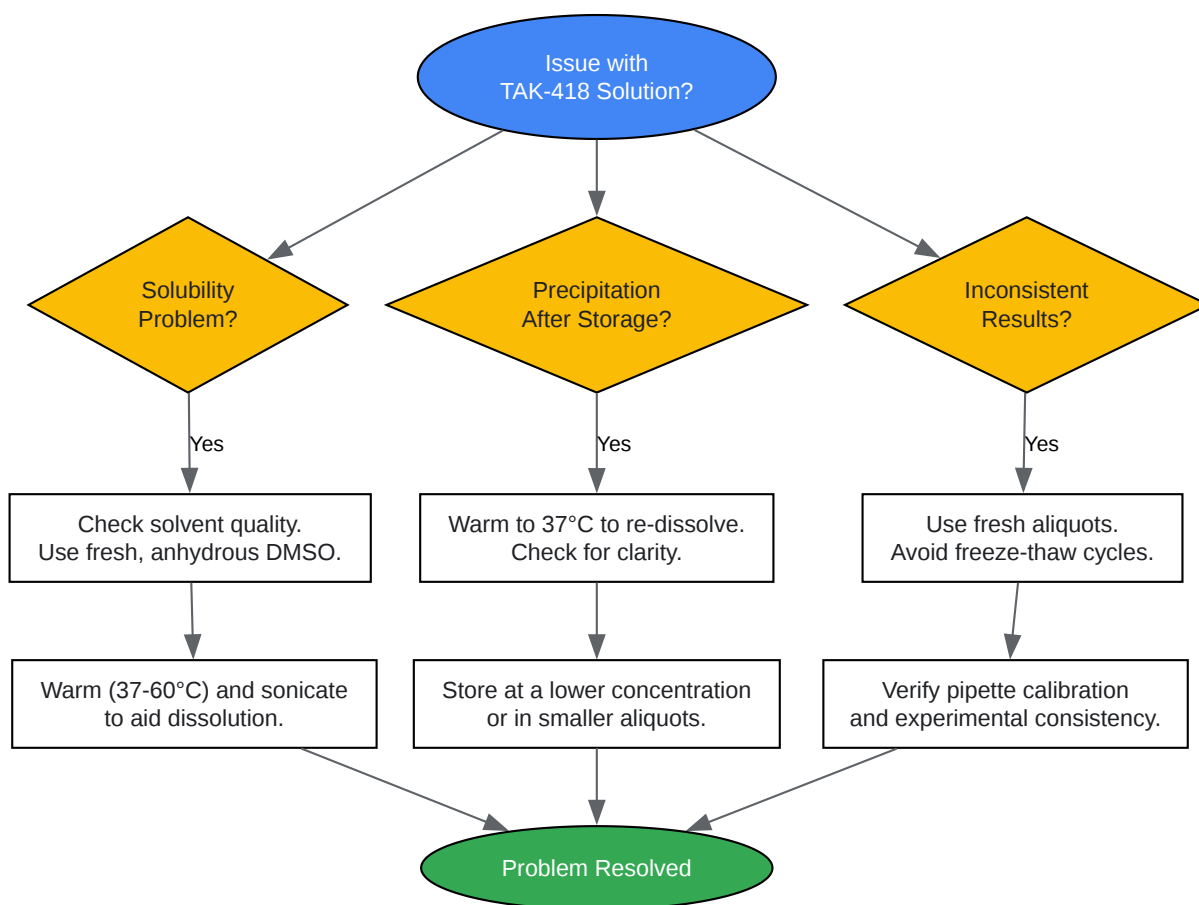 Issue with
TAK-418 Solution?
Solubility
Problem?
Precipitation
After Storage?
Inconsistent
Results?
Yes
Yes
Yes
Check solvent quality.
Use fresh, anhydrous DMSO.
Warm to 37°C to re-dissolve.
Check for clarity.
Use fresh aliquots.
Avoid freeze-thaw cycles.
Warm (37-60°C) and sonicate
to aid dissolution.
Store at a lower concentration
or in smaller aliquots.
Verify pipette calibration
and experimental consistency.
Problem Resolved